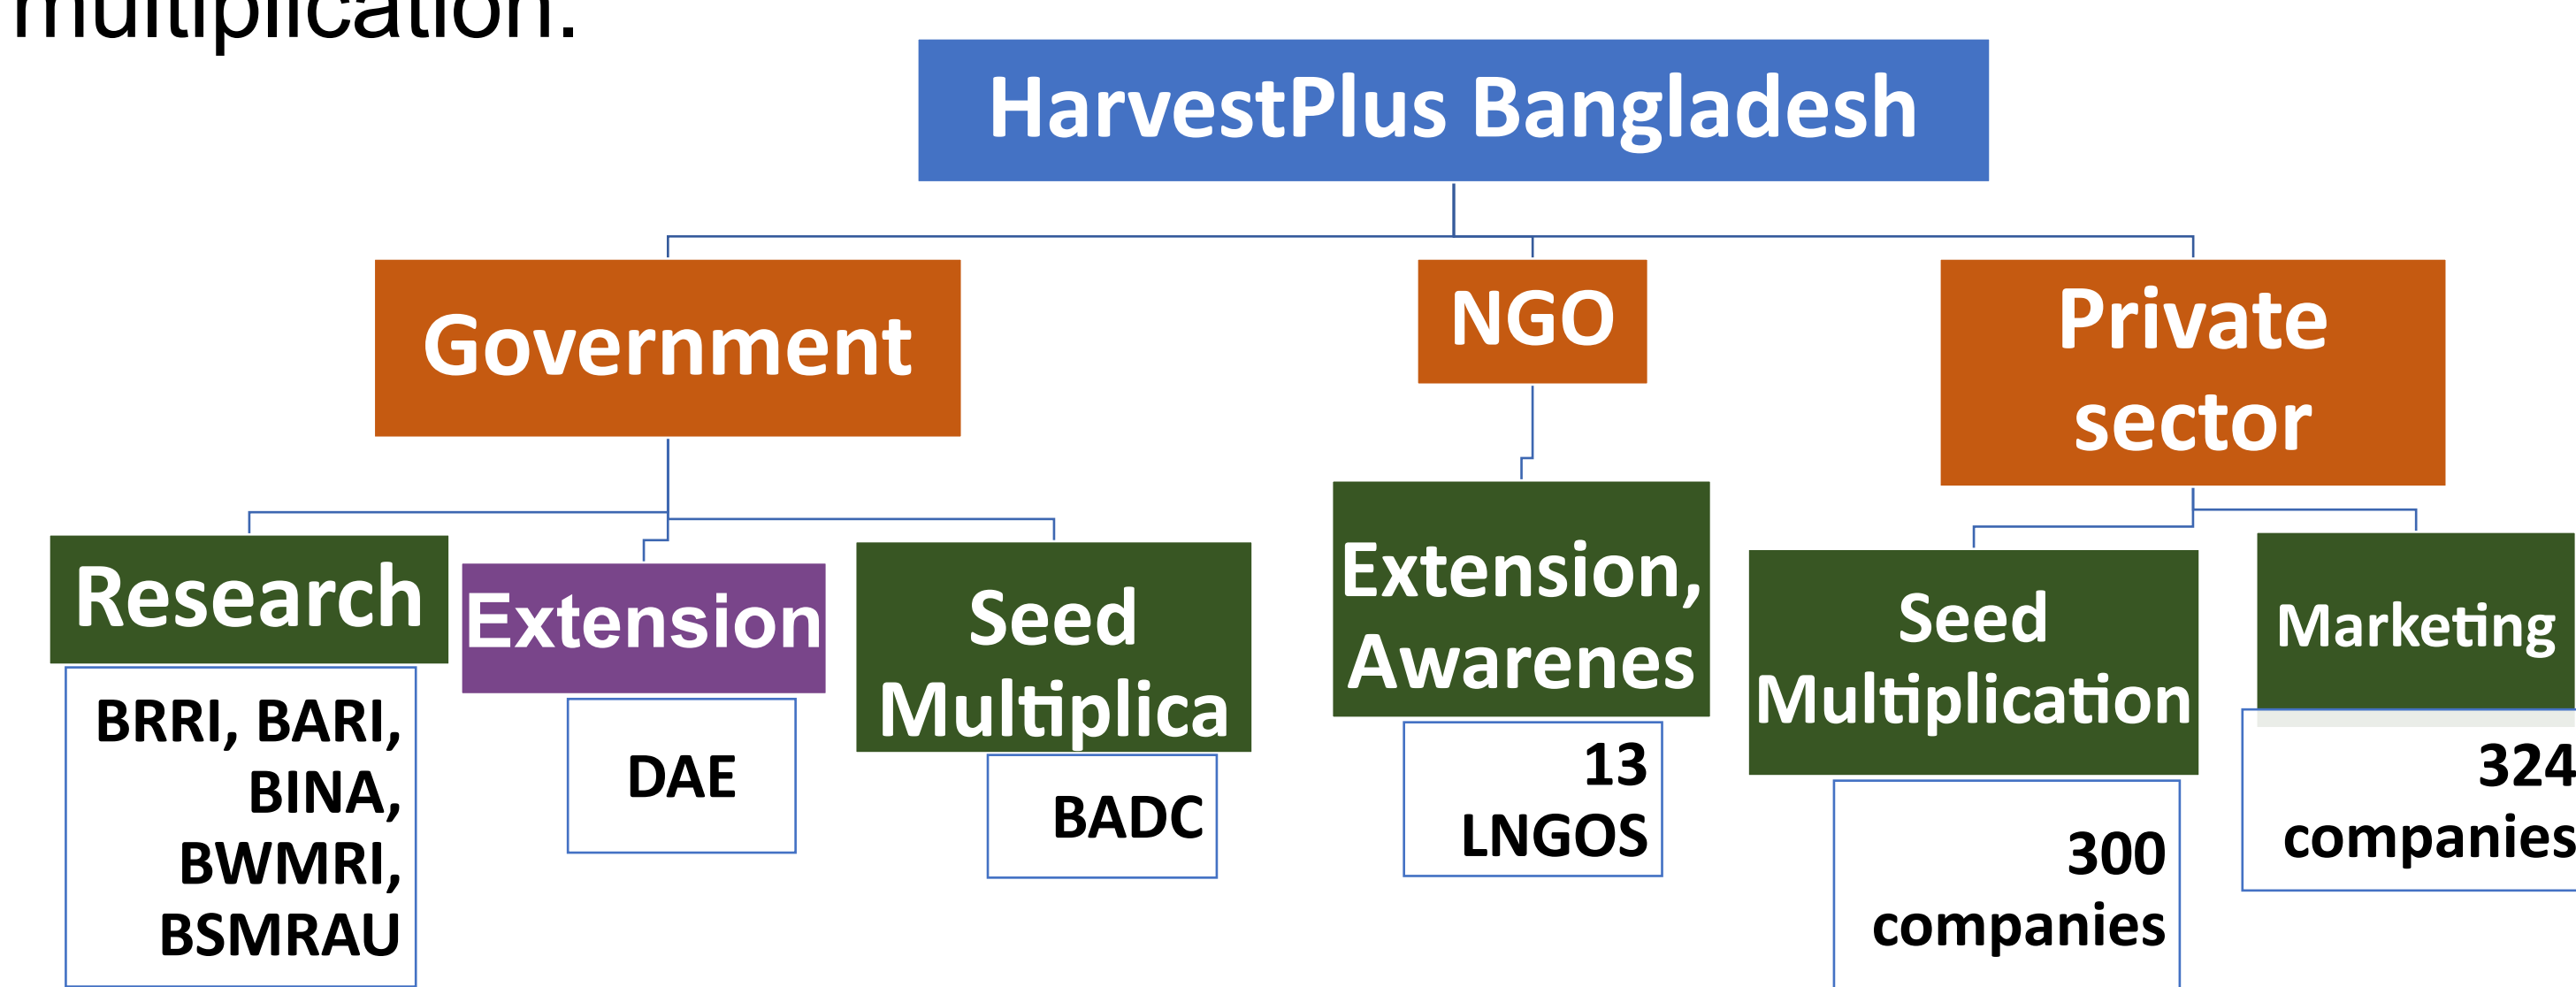 multiplication.
HarvestPlus Bangladesh
Government
NGO
Private
sector
Research
BRRI, BARI,
BINA,
BWMRI,
BSMRAU
Extension
DAE
Seed
Multiplica
BADC
Extension,
Awarenes
13
LNGOS
Seed
Multiplication
300
companies
Marketing
324
companies